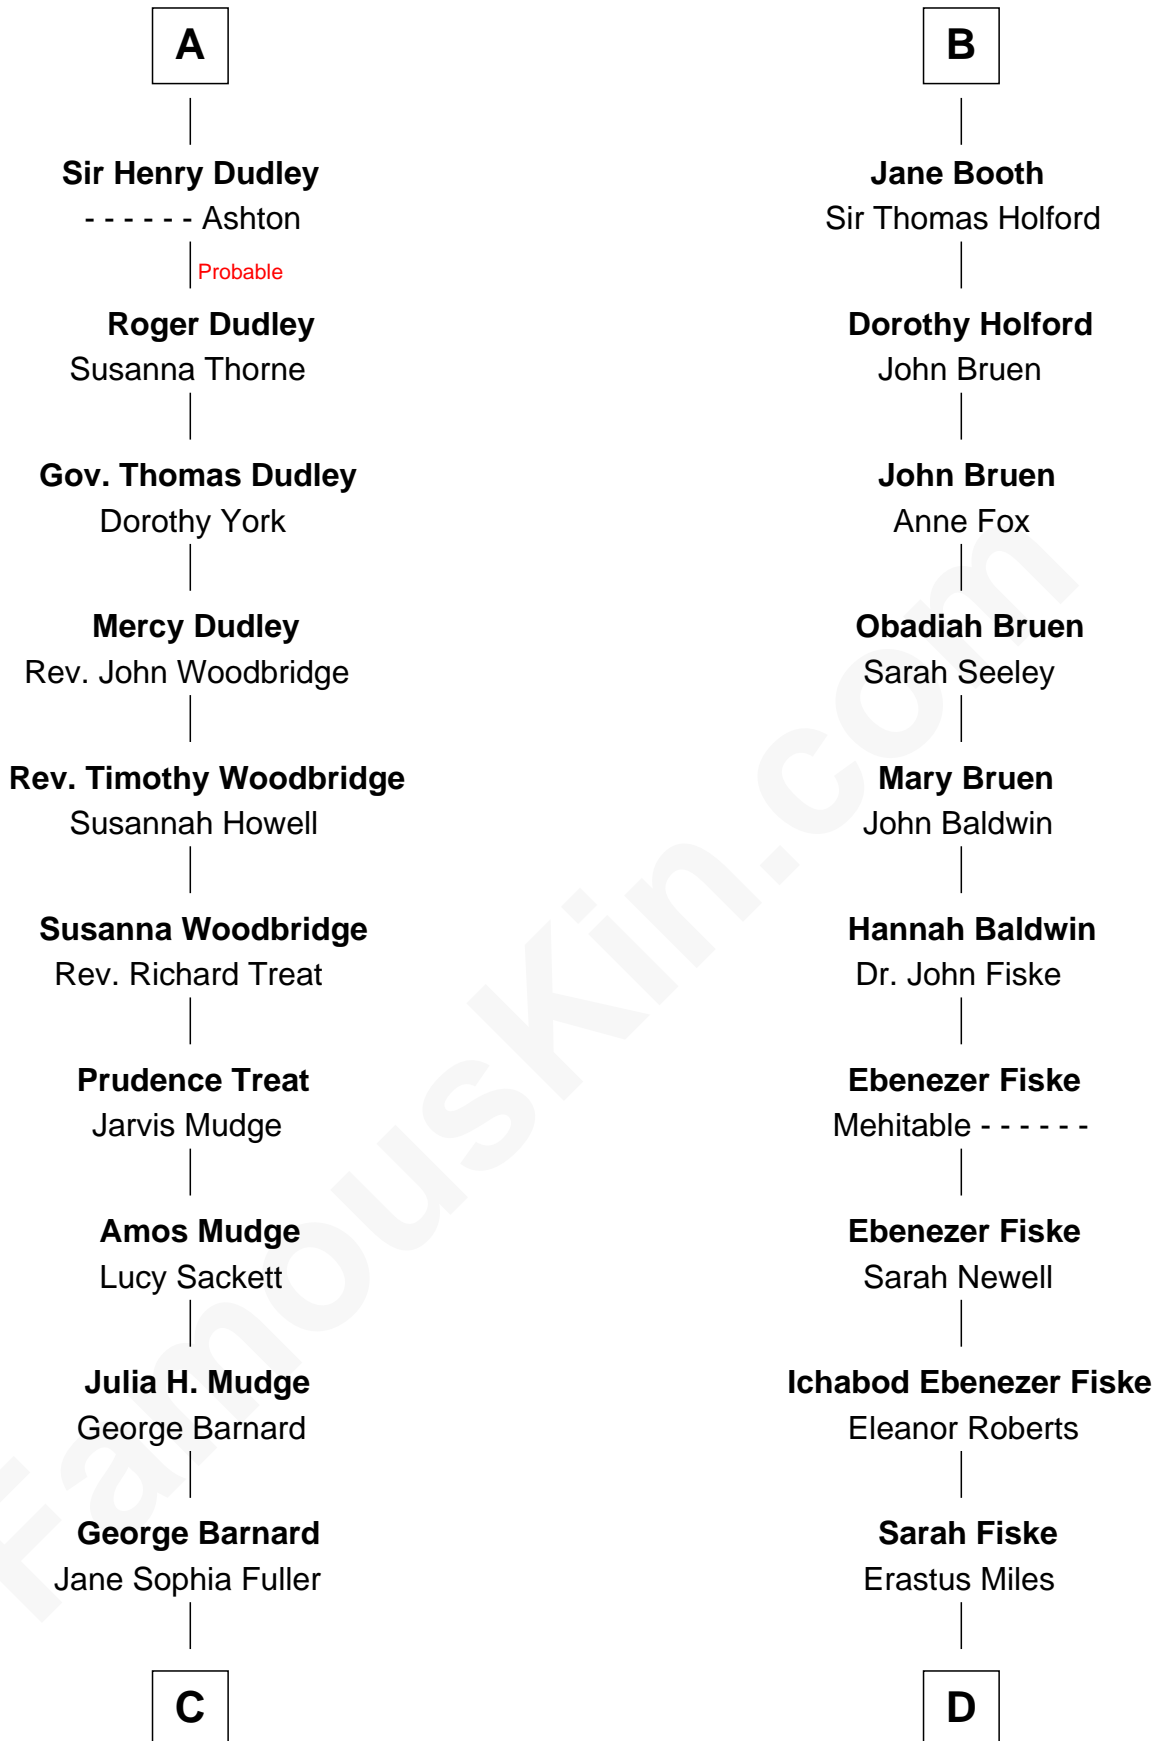 A
Sir Henry Dudley
- - - - - - Ashton
Probable
Roger Dudley
Susanna Thorne
Gov. Thomas Dudley
Dorothy York
Mercy Dudley
Rev. John Woodbridge
Rev. Timothy Woodbridge
Susannah Howell
Susanna Woodbridge
Rev. Richard Treat
Prudence Treat
Jarvis Mudge
Amos Mudge
Lucy Sackett
Julia H. Mudge
George Barnard
George Barnard
Jane Sophia Fuller
C
B
Jane Booth
Sir Thomas Holford
Dorothy Holford
John Bruen
John Bruen
Anne Fox
Obadiah Bruen
Sarah Seeley
Mary Bruen
John Baldwin
Hannah Baldwin
Dr. John Fiske
Ebenezer Fiske
Mehitable - - - - - -
Ebenezer Fiske
Sarah Newell
Ichabod Ebenezer Fiske
Eleanor Roberts
Sarah Fiske
Erastus Miles
D
FamousKin.com